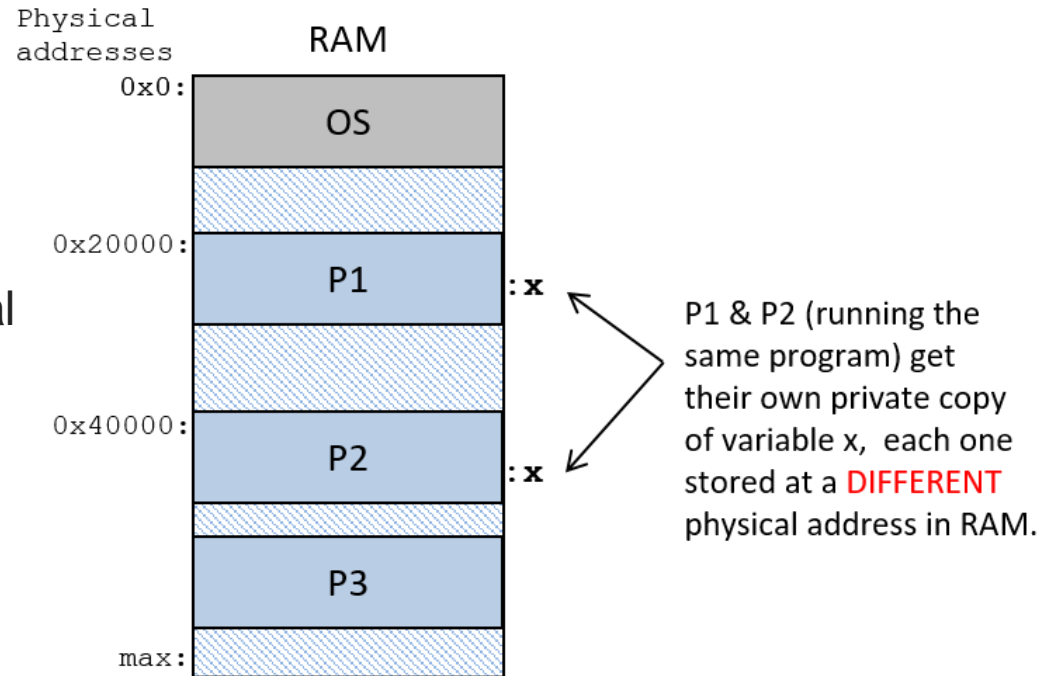 Physical
addresses
RAM
0x0:
OS
0x20000:
P1
:x
al
0x40000:
P2
:x
P1 & P2 (running the
same program) get
their own private copy
of variable x, each one
stored at a DIFFERENT
physical address in RAM.
P3
max: